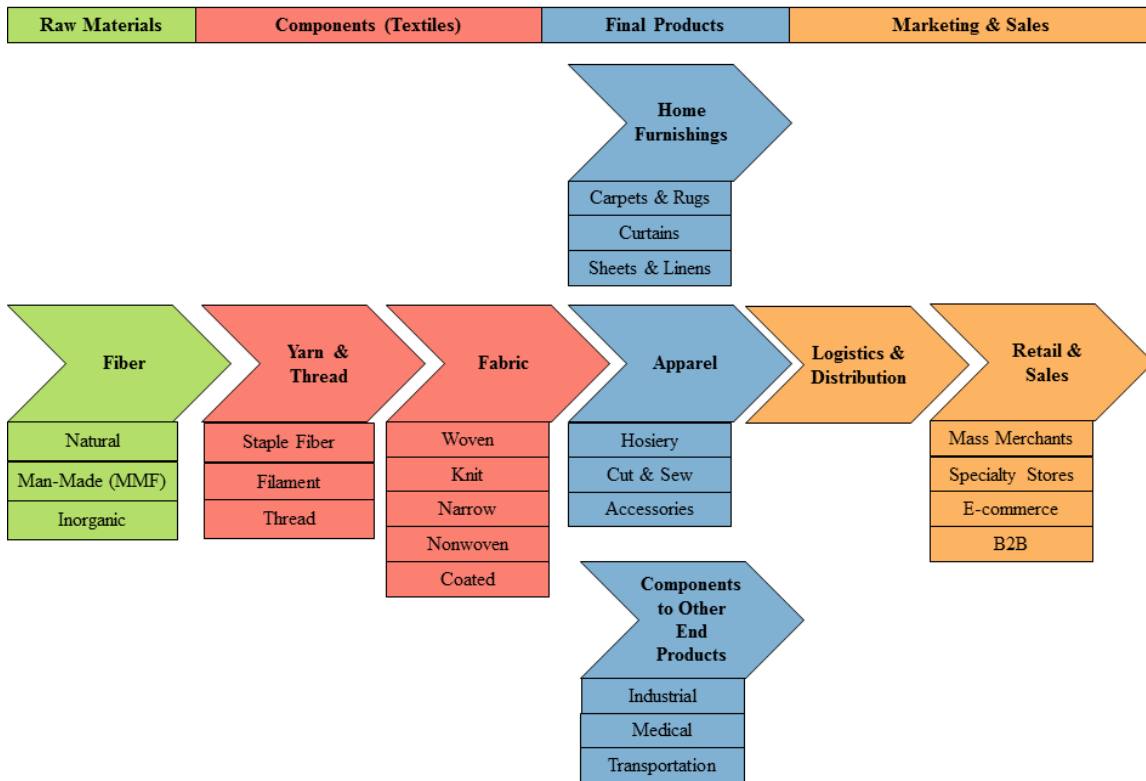 Raw Materials
Components (Textiles)
Final Products
Marketing & Sales
Home
Furnishings
Carpets & Rugs
Curtains
Sheets & Linens
Fiber
Natural
Man-Made (MMF)
Inorganic
Yarn &
Thread
Staple Fiber
Filament
Thread
Fabric
Woven
Knit
Narrow
Nonwoven
Coated
Apparel
Hosiery
Cut & Sew
Accessories
Logistics &
Distribution
Retail &
Sales
Mass Merchants
Specialty Stores
E-commerce
B2B
Components
to Other
End
Products
Industrial
Medical
Transportation